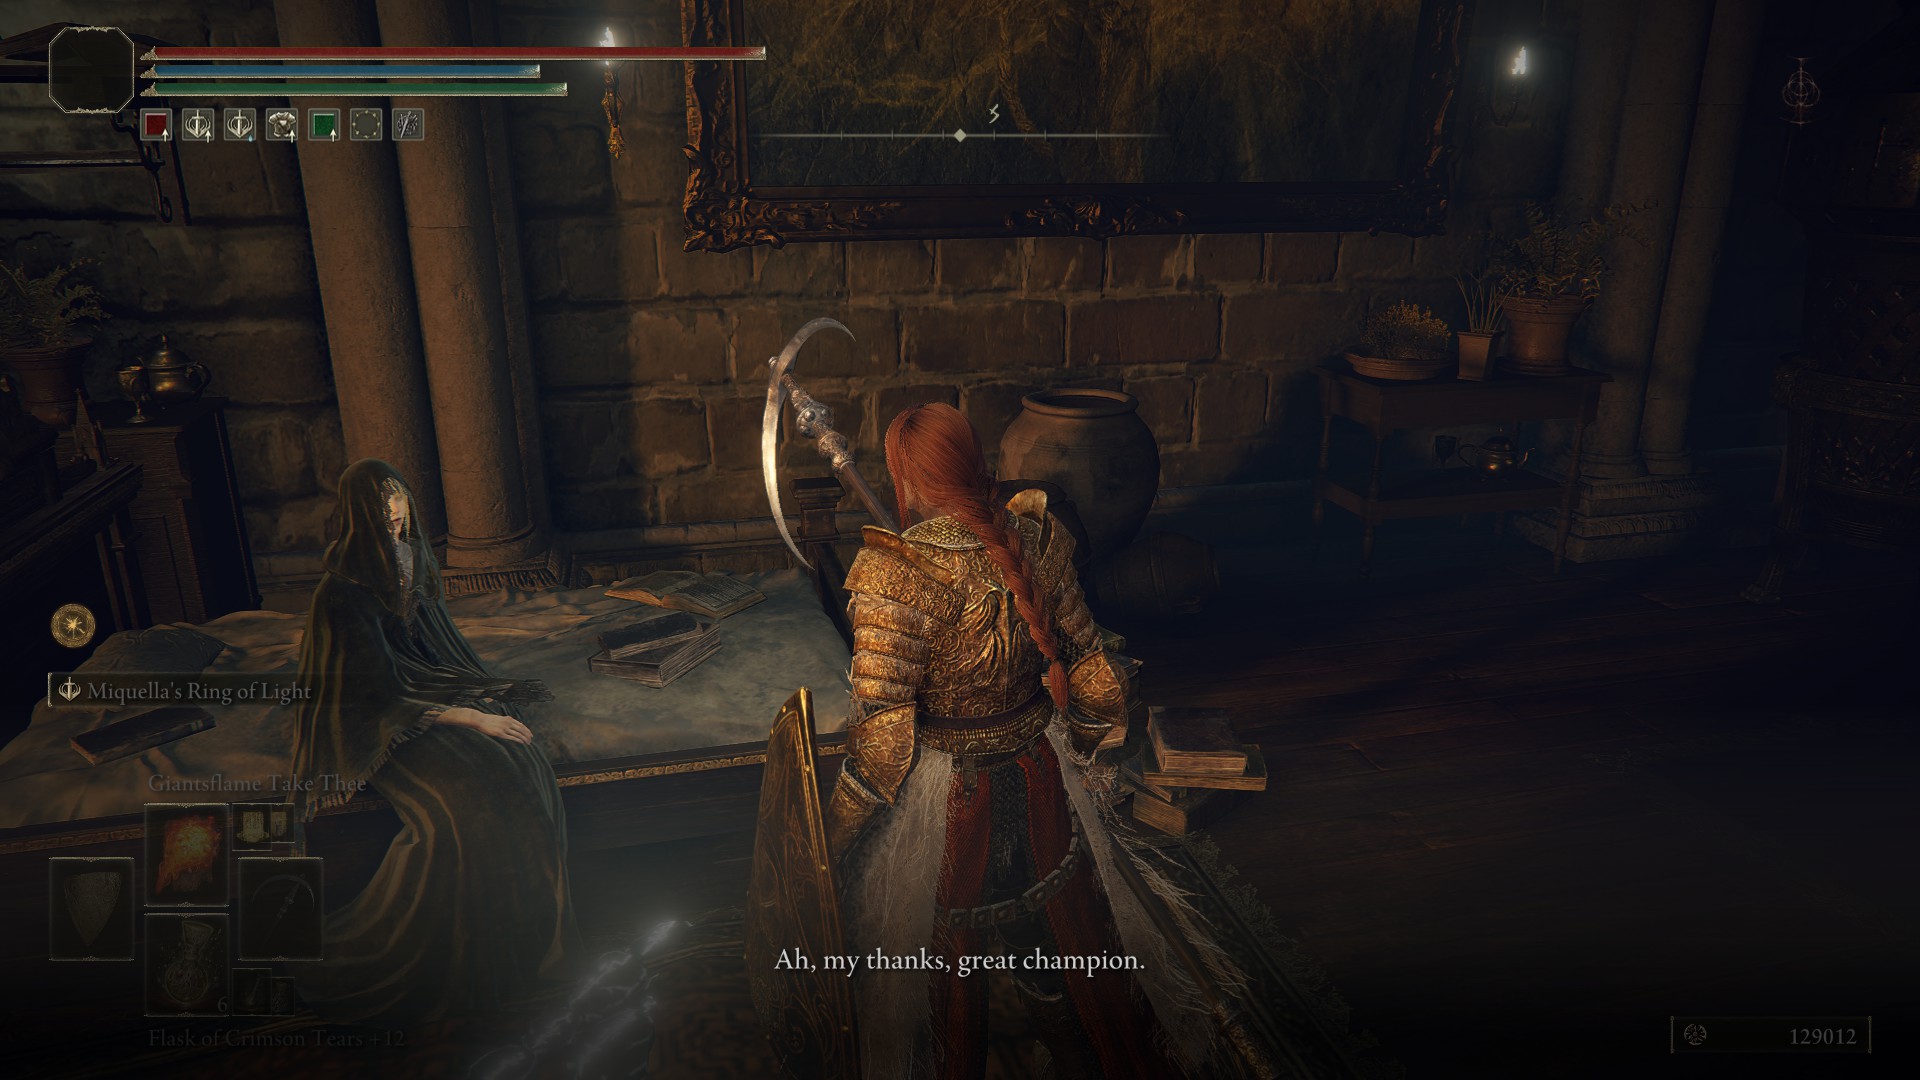 Miquella's Ring of Light
Giantsflame Take Thee
6
Flask of Crimson Tears +12
Ah, my thanks, great champion.
129012